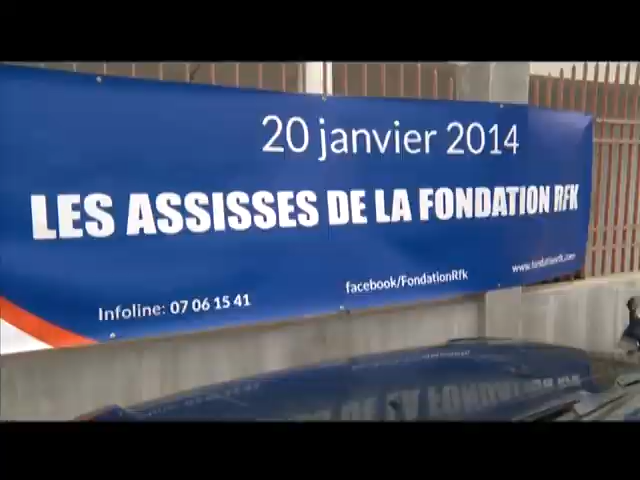 20 janvier 2014
LES ASSISSES DE LA FONDATION RFK
www.fondationrfk.com
facebook/FondationRfk
Infoline: 07 06 15 41